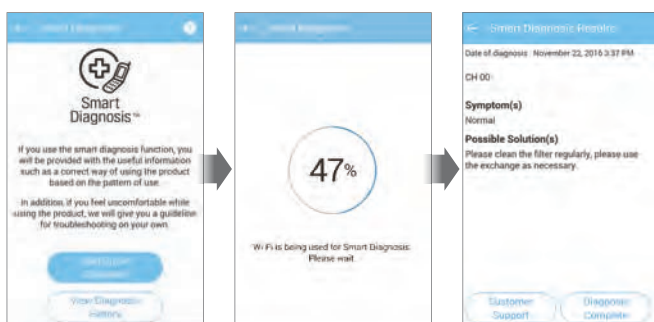 Smart
Diagnosis™
If you use the smart diagnosis function, you
will be provided with the useful information
such as a correct way of using the product
based on the pattern of use.
In addition, if you feel uncomfortable while
using the product, we will give you a guideline
for troubleshooting on your own.
View Diagnosis
History
47%
Wi-Fi is being used for Smart Diagnosis.
Please wait.
Smart Diagnosis Results
Date of diagnosis : November 22, 2016 3:37 PM
CH 00
Symptom(s)
Normal
Possible Solution(s)
Please clean the filter regularly, please use
the exchange as necessary.
Customer
Support
Diagnosis
Complete